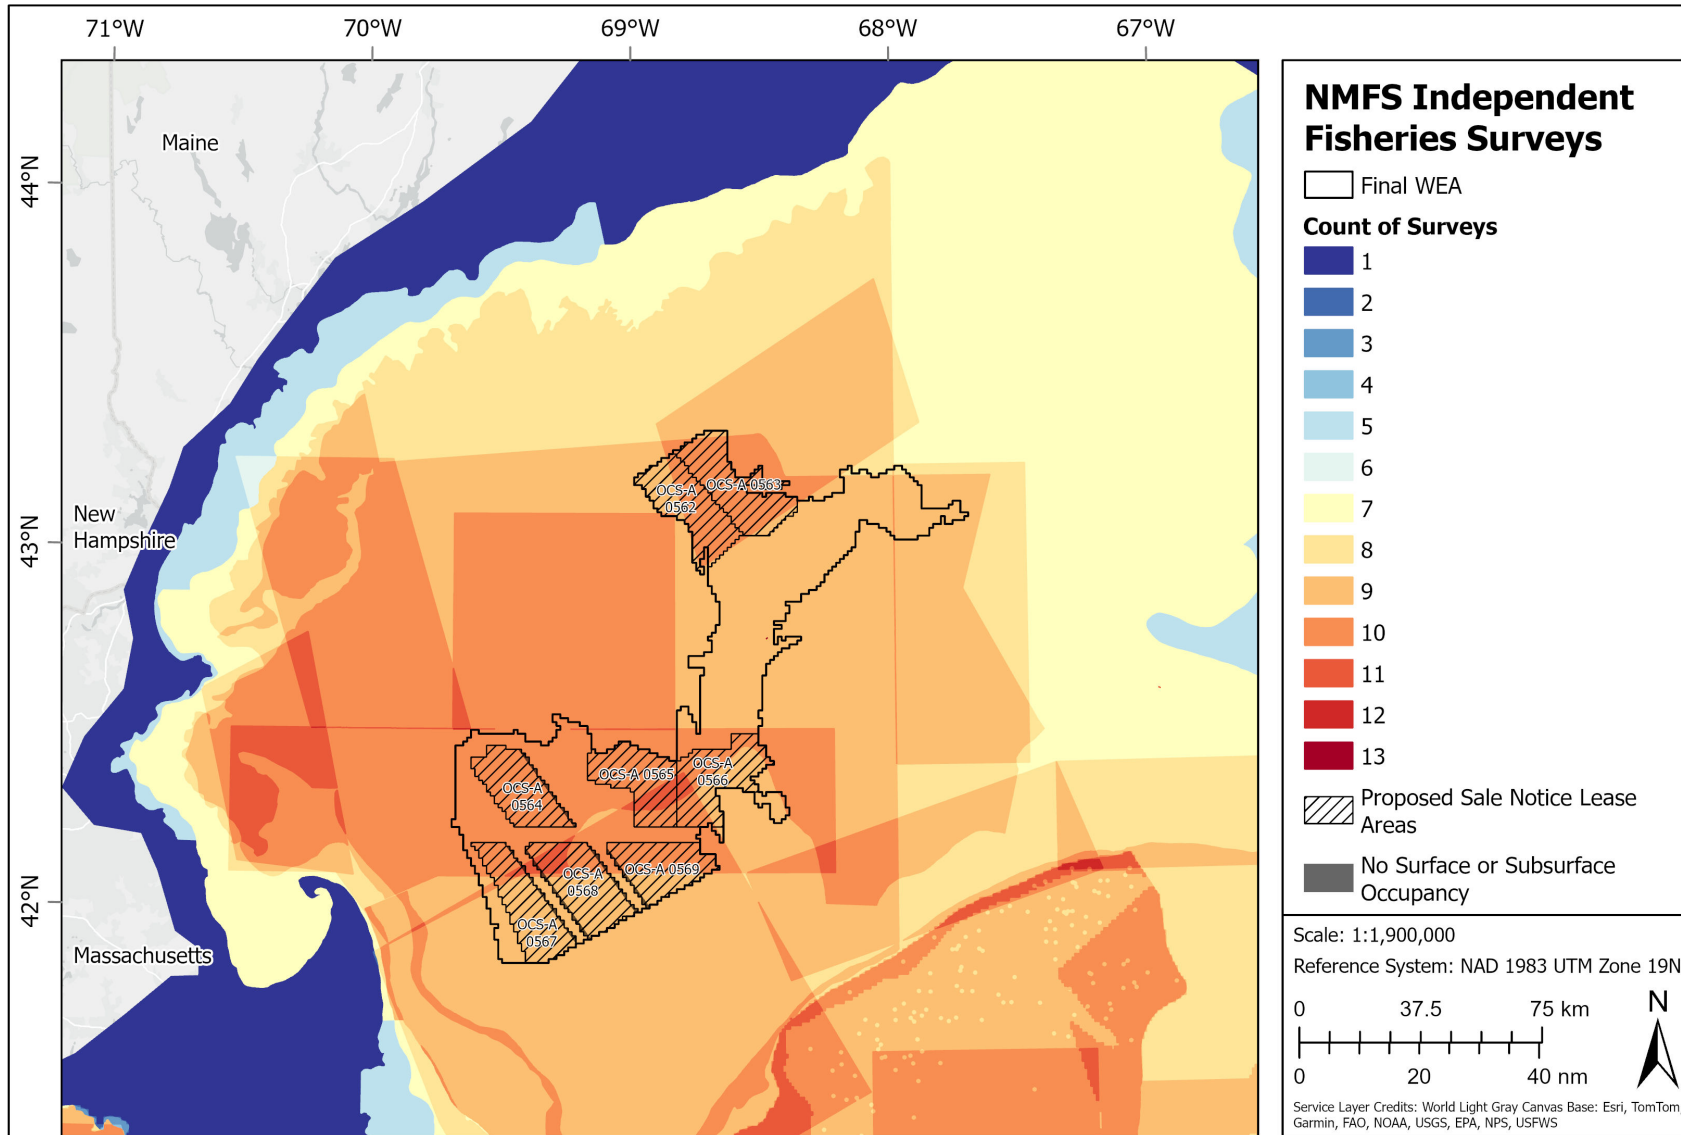 71°W 70°W 69°W 68°W 67°W
44°N
43°N
42°N
Maine
New
Hampshire
Massachusetts
OCS-A
0562
OCS-A 0563
OCS-A
0564
OCS-A 0565
OCS-A
0566
OCS-A
0567
OCS-A
0568
OCS-A 0569
NMFS Independent
Fisheries Surveys
Final WEA
Count of Surveys
1
2
3
4
5
6
7
8
9
10
11
12
13
Proposed Sale Notice Lease
Areas
No Surface or Subsurface
Occupancy
Scale: 1:1,900,000
Reference System: NAD 1983 UTM Zone 19N
0 37.5 75 km
N
0 20 40 nm
Service Layer Credits: World Light Gray Canvas Base: Esri, TomTom,
Garmin, FAO, NOAA, USGS, EPA, NPS, USFWS